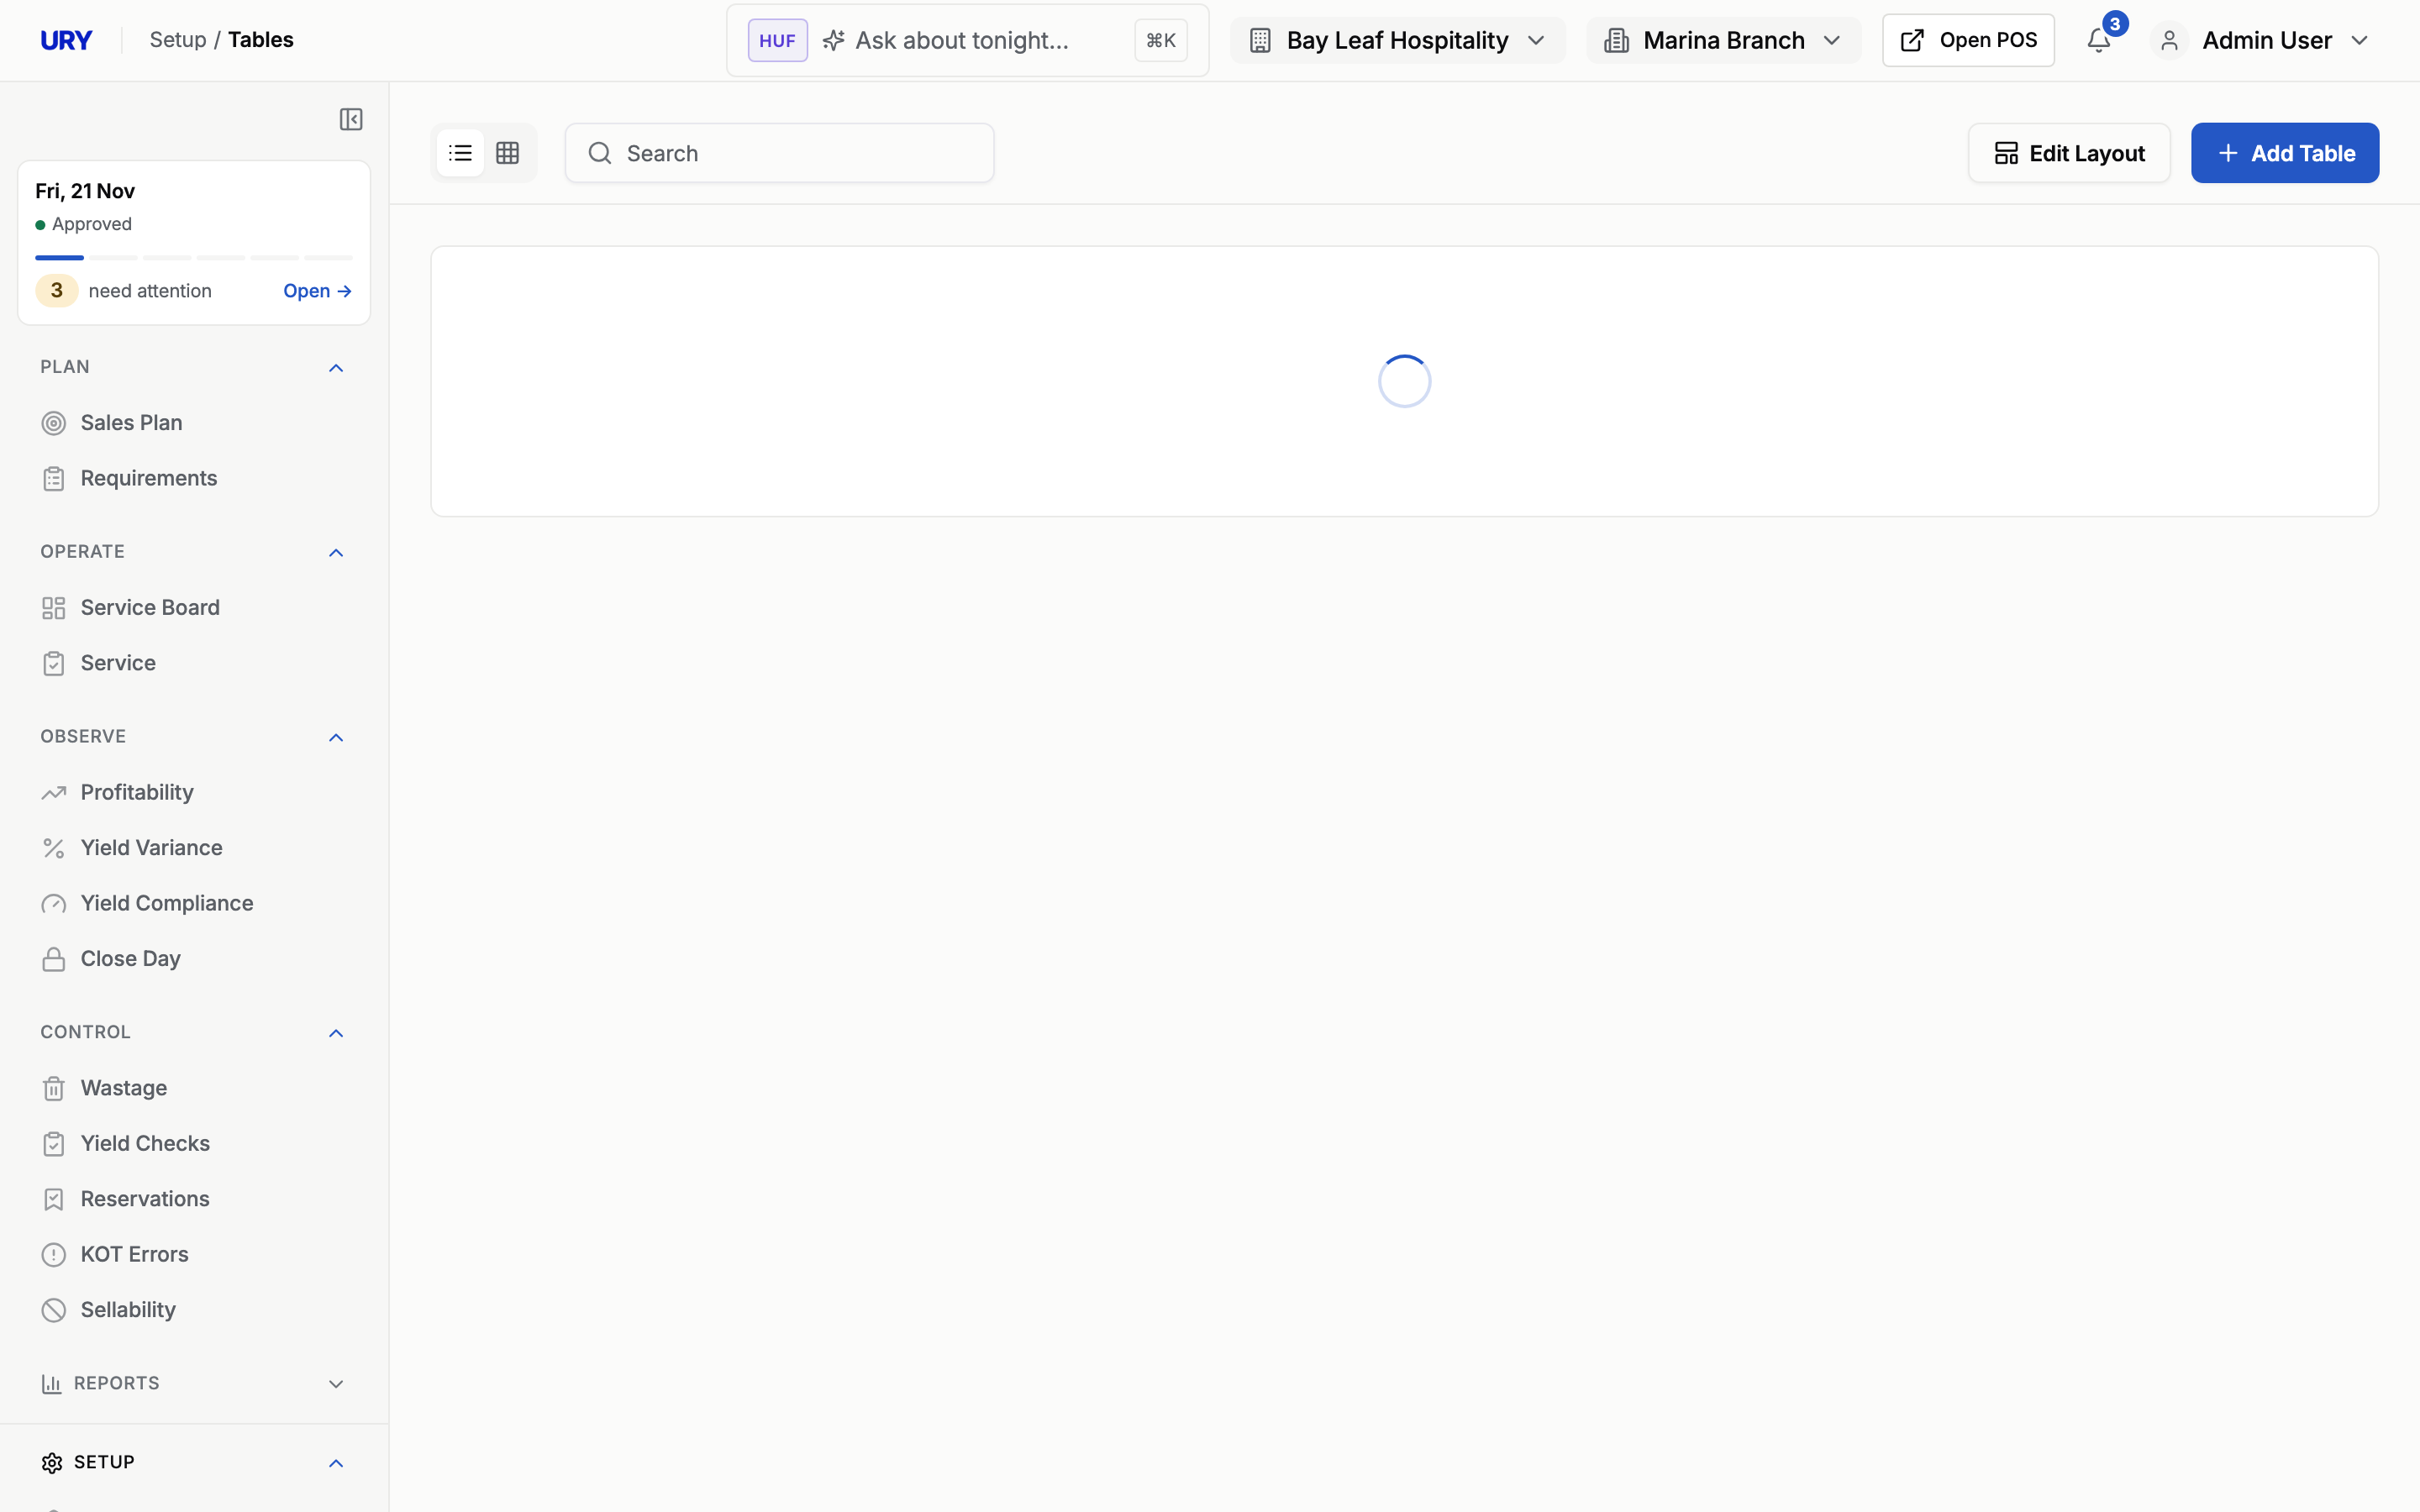 URY
Setup / Tables
HUF
Ask about tonight...
⌘K
Bay Leaf Hospitality
Marina Branch
Open POS
3
Admin User
Search
Edit Layout
Add Table
Fri, 21 Nov
Approved
3 need attention
Open →
PLAN
Sales Plan
Requirements
OPERATE
Service Board
Service
OBSERVE
Profitability
Yield Variance
Yield Compliance
Close Day
CONTROL
Wastage
Yield Checks
Reservations
KOT Errors
Sellability
REPORTS
SETUP